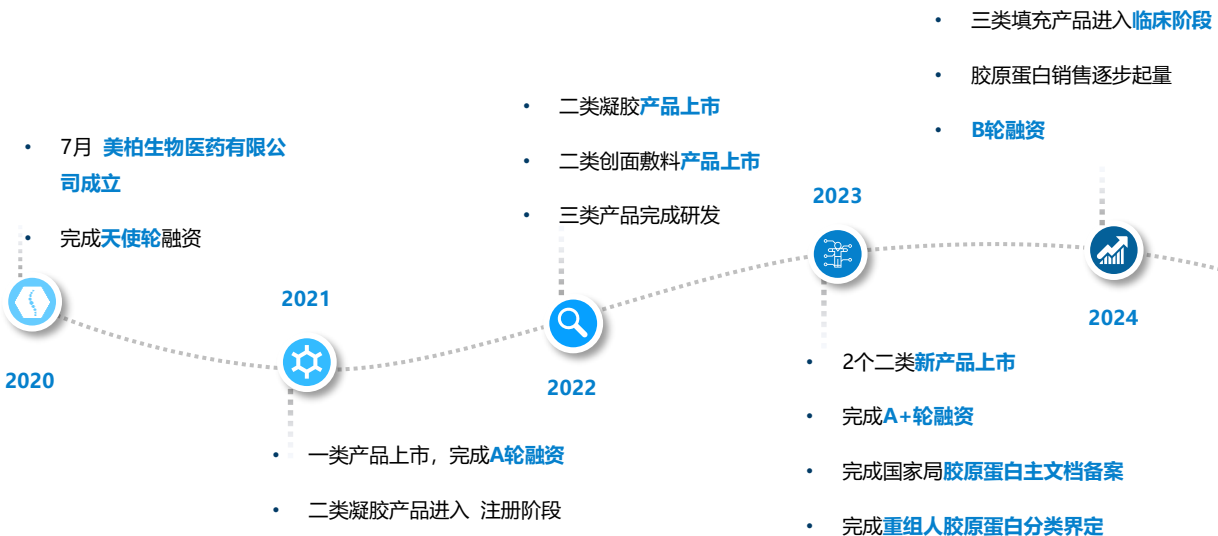 • 7月 美柏生物医药有限公
司成立
• 完成天使轮融资
2020
2021
• 一类产品上市，完成A轮融资
• 二类凝胶产品进入 注册阶段
• 二类凝胶产品上市
• 二类创面敷料产品上市
• 三类产品完成研发
2022
2023
• 2个二类新产品上市
• 完成A+轮融资
• 完成国家局胶原蛋白主文档备案
• 完成重组人胶原蛋白分类界定
• 三类填充产品进入临床阶段
• 胶原蛋白销售逐步起量
• B轮融资
2024